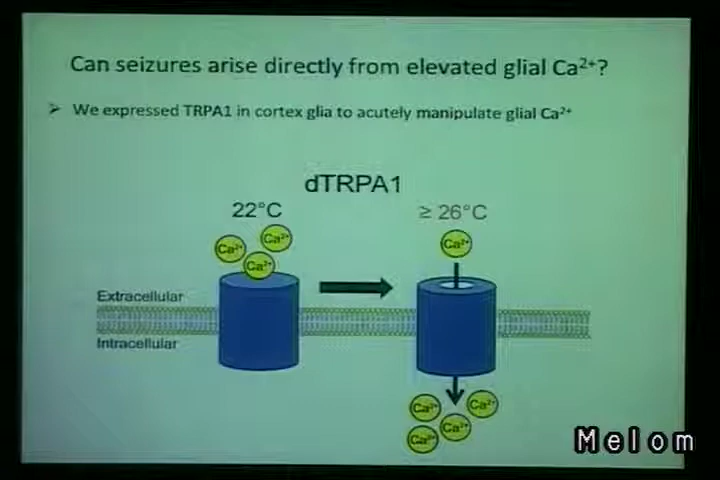 Can seizures arise directly from elevated glial Ca²⁺?
➢ We expressed TRPA1 in cortex glia to acutely manipulate glial Ca²⁺
dTRPA1
22°C
≥ 26°C
Ca²⁺
Ca²⁺
Ca²⁺
Ca²⁺
Extracellular
Intracellular
Ca²⁺
Ca²⁺
Ca²⁺
Ca²⁺
Melom